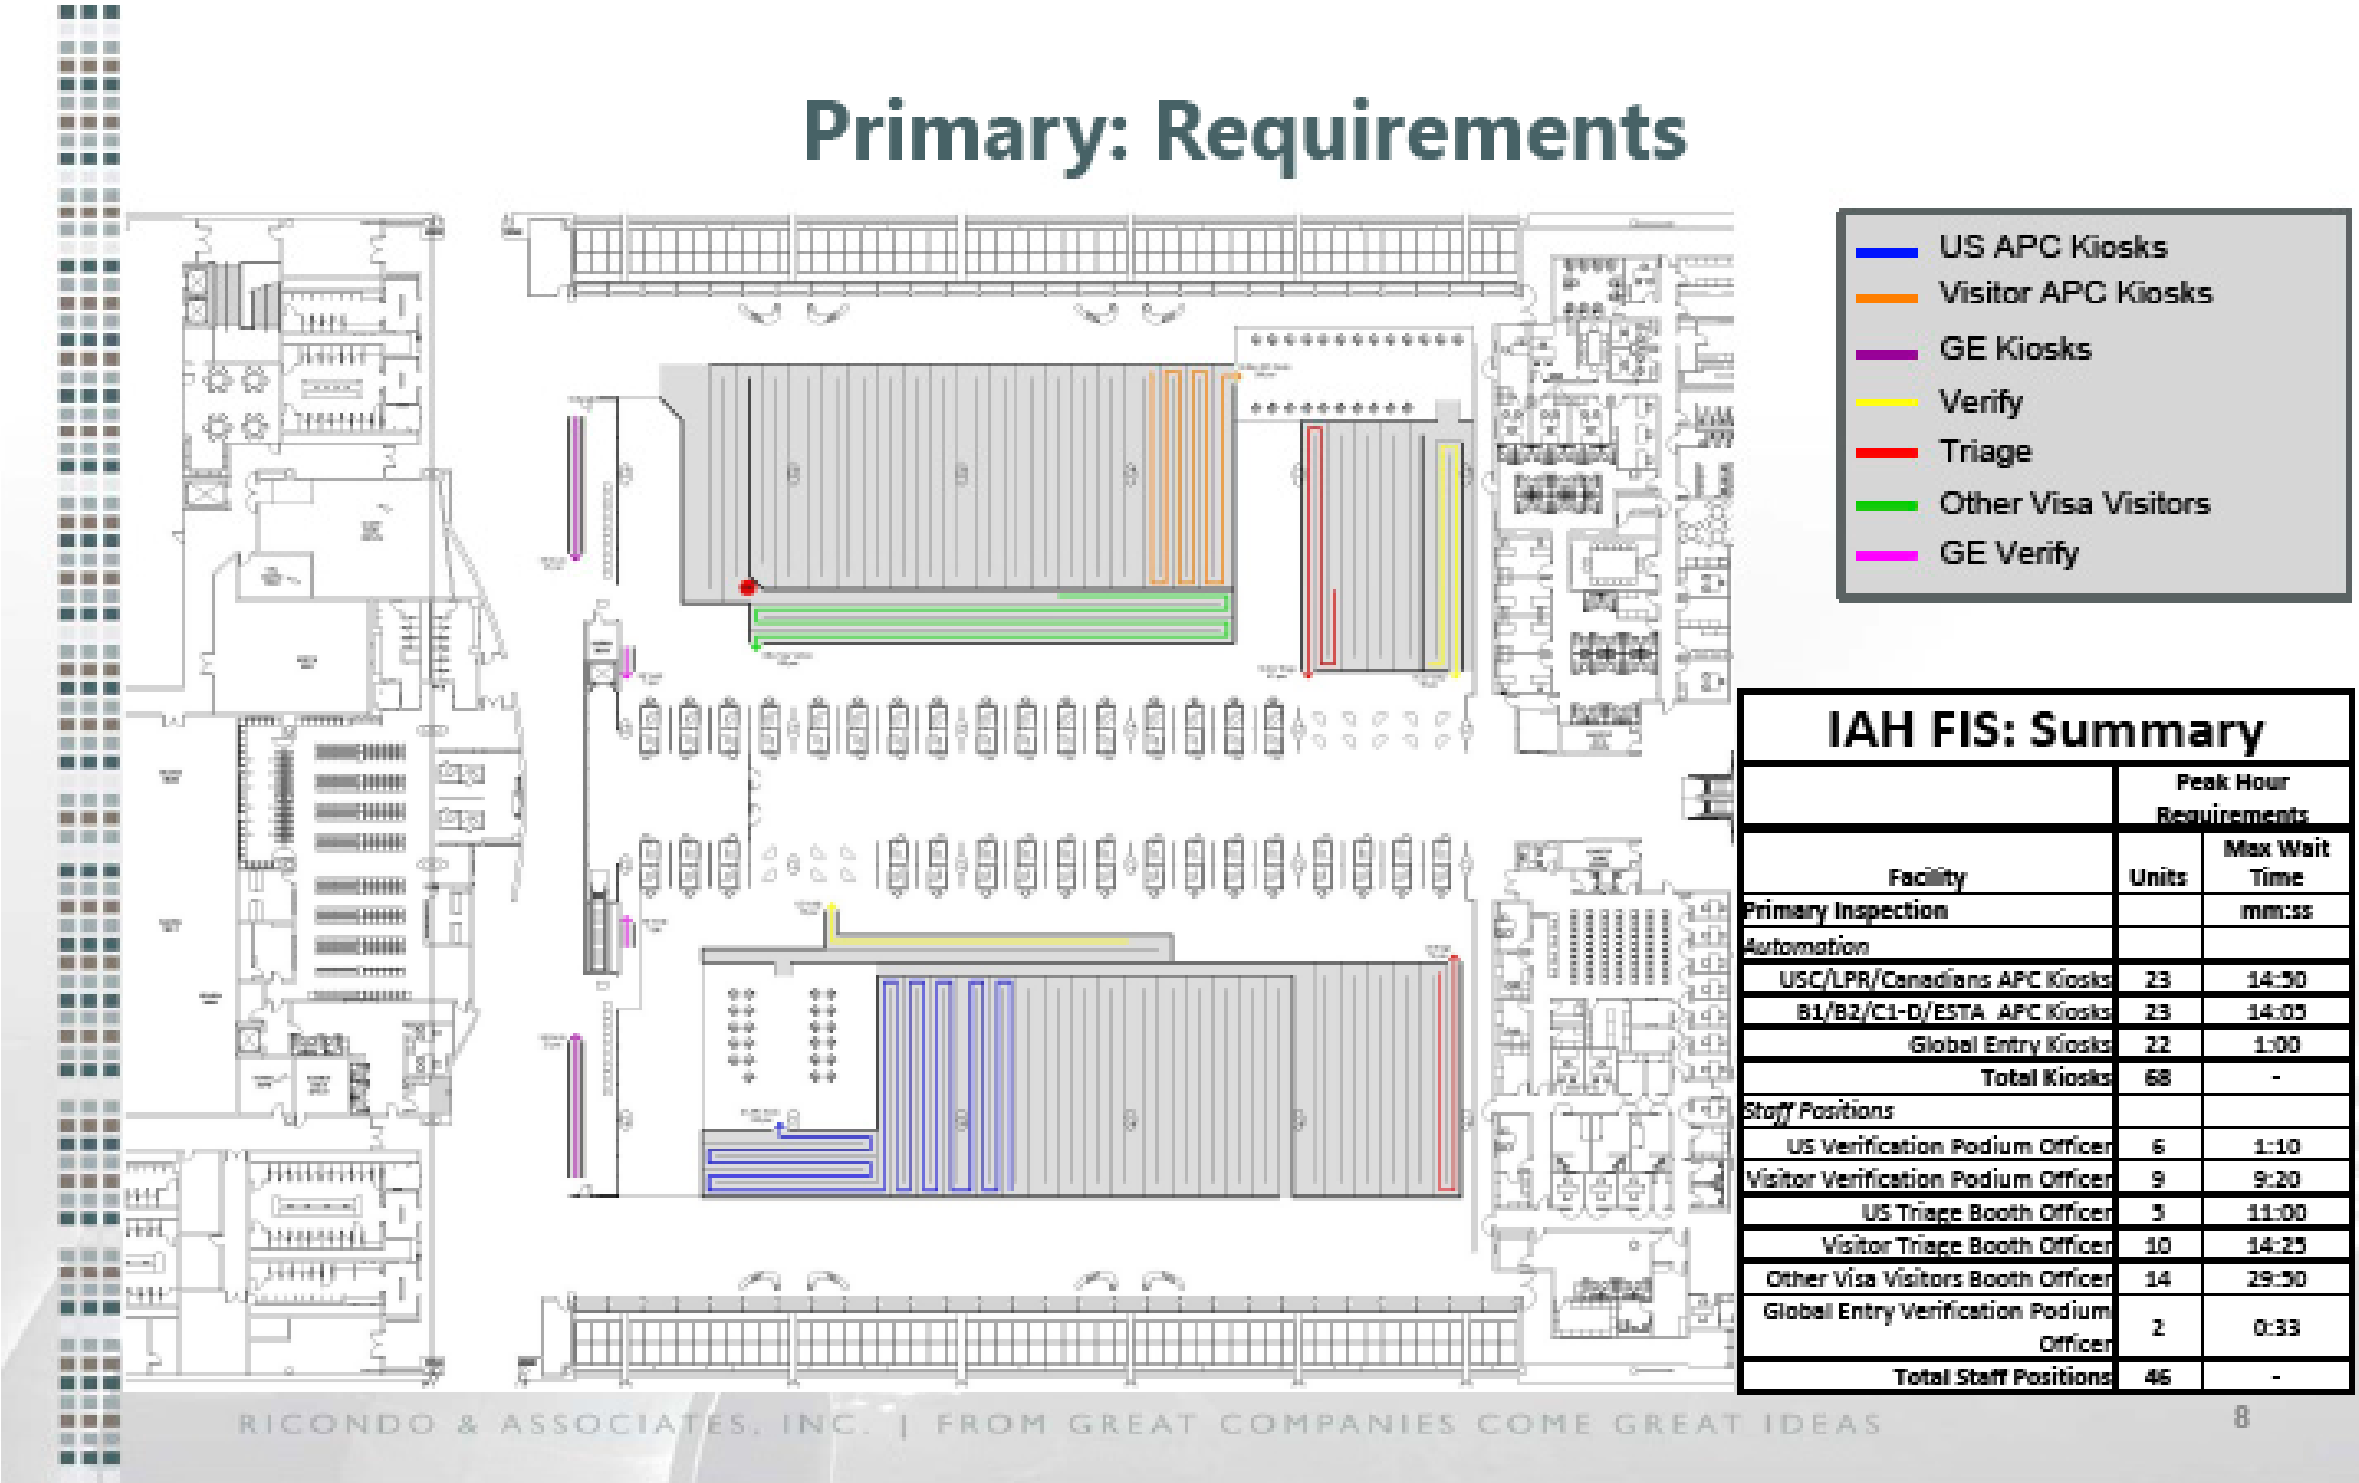 Primary: Requirements
US APC Kiosks
Visitor APC Kiosks
GE Kiosks
Verify
Triage
Other Visa Visitors
GE Verify
IAH FIS: Summary
Peak Hour
Requirements
Facility Units Max Wait Time
Primary Inspection mm:ss
Automation
USC/LPR/Canadians APC Kiosks 23 14:50
B1/B2/C1-D/ESTA APC Kiosks 23 14:05
Global Entry Kiosks 22 1:00
Total Kiosks 68 -
Staff Positions
US Verification Podium Officer 6 1:10
Visitor Verification Podium Officer 9 9:20
US Triage Booth Officer 5 11:00
Visitor Triage Booth Officer 10 14:25
Other Visa Visitors Booth Officer 14 29:50
Global Entry Verification Podium
Officer 2 0:33
Total Staff Positions 46 -
RICONDO & ASSOCIATES, INC. | FROM GREAT COMPANIES COME GREAT IDEAS
8